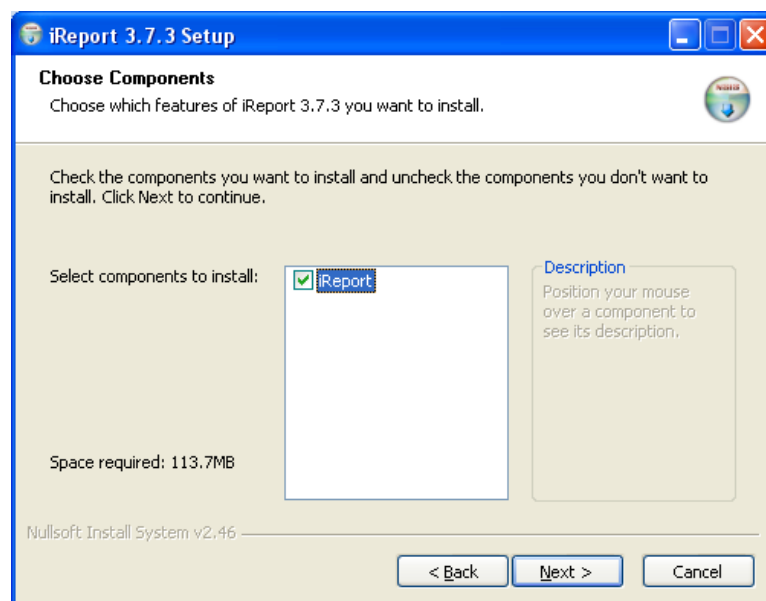 iReport 3.7.3 Setup
Choose Components
Choose which features of iReport 3.7.3 you want to install.
Check the components you want to install and uncheck the components you don't want to
install. Click Next to continue.
Select components to install:
iReport
Description
Position your mouse
over a component to
see its description.
Space required: 113.7MB
Nullsoft Install System v2.46
< Back
Next >
Cancel